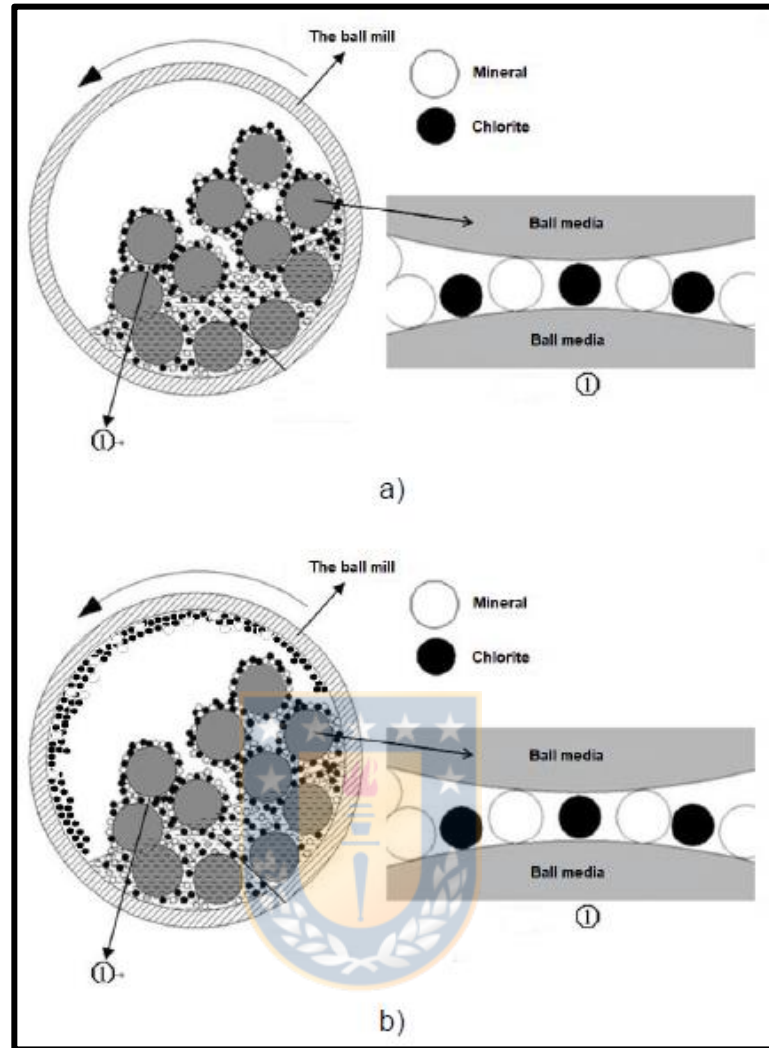 The ball mill
Mineral
Chlorite
Ball media
Ball media
①
①
a)
The ball mill
Mineral
Chlorite
Ball media
Ball media
①
①
b)